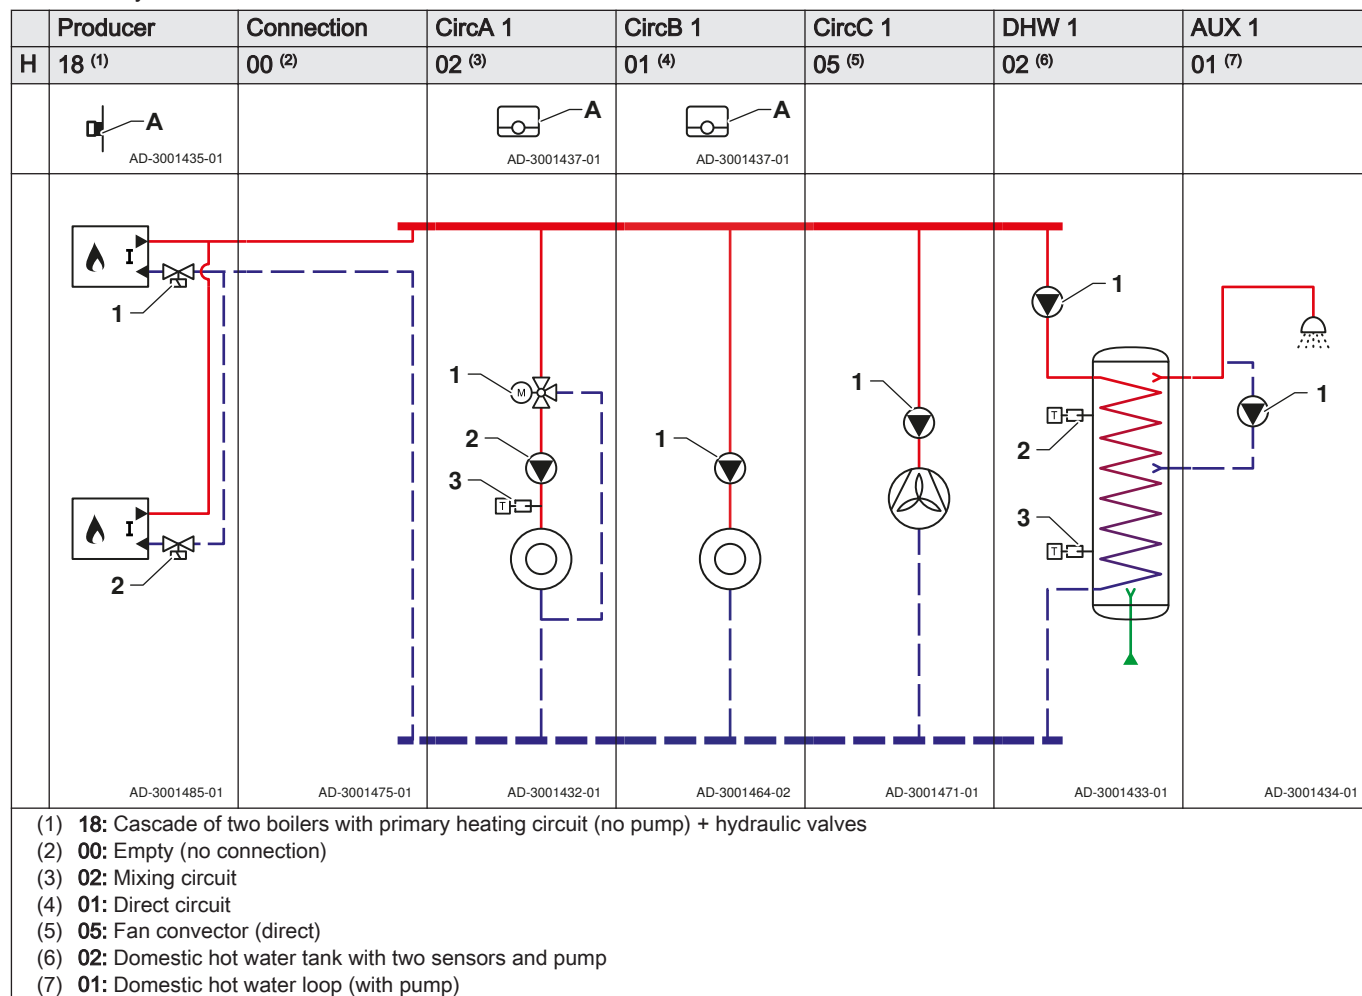 Producer Connection CircA 1 CircB 1 CircC 1 DHW 1 AUX 1
H 18 (1) 00 (2) 02 (3) 01 (4) 05 (5) 02 (6) 01 (7)
A A A
AD-3001435-01 AD-3001437-01 AD-3001437-01
I
1
I
2
M
1
2
3
T
1
1
1
T
2
T
3
1
AD-3001485-01 AD-3001475-01 AD-3001432-01 AD-3001464-02 AD-3001471-01 AD-3001433-01 AD-3001434-01
(1) 18: Cascade of two boilers with primary heating circuit (no pump) + hydraulic valves
(2) 00: Empty (no connection)
(3) 02: Mixing circuit
(4) 01: Direct circuit
(5) 05: Fan convector (direct)
(6) 02: Domestic hot water tank with two sensors and pump
(7) 01: Domestic hot water loop (with pump)